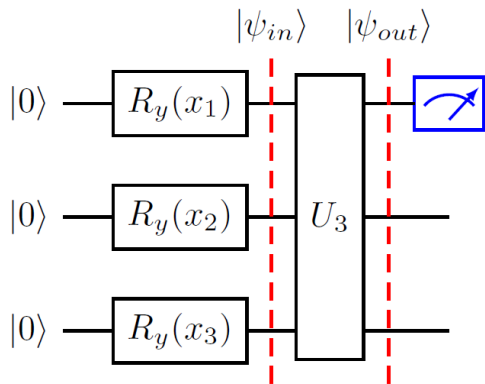 |ψ_in⟩ |ψ_out⟩
|0⟩ R_y(x_1)
|0⟩ R_y(x_2) U_3
|0⟩ R_y(x_3)